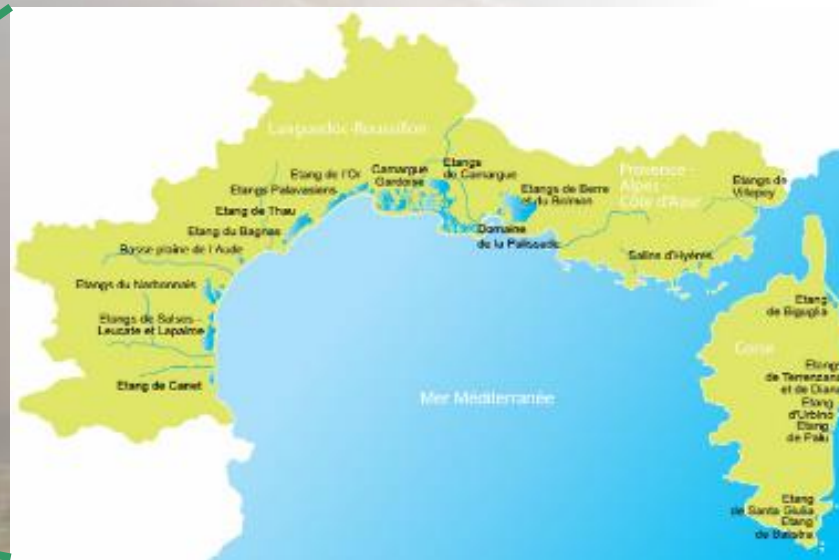 Languedoc-Roussillon
Etang de l'Or
Camargue
Gardoise
Etangs
de Camargue
Etangs Palavasiens
Etang de Thau
Etang du Bagnas
Basse plaine de l'Aude
Etangs du Narbonnais
Etangs de Salses -
Leucate et Lapalme
Etang de Canet
Etangs de Berre
et du Bolmon
Domaine
de la Palissade
Provence -
Alpes -
Côte d'Azur
Etangs de
Villepey
Salins d'Hyères
Mer Méditerranée
Corse
Etang
de Biguglia
Etangs
de Terrenzana
et de Diana
Etang
d'Urbino
Etang
de Palu
Etang
de Santa Giulia
Etang
de Balistra